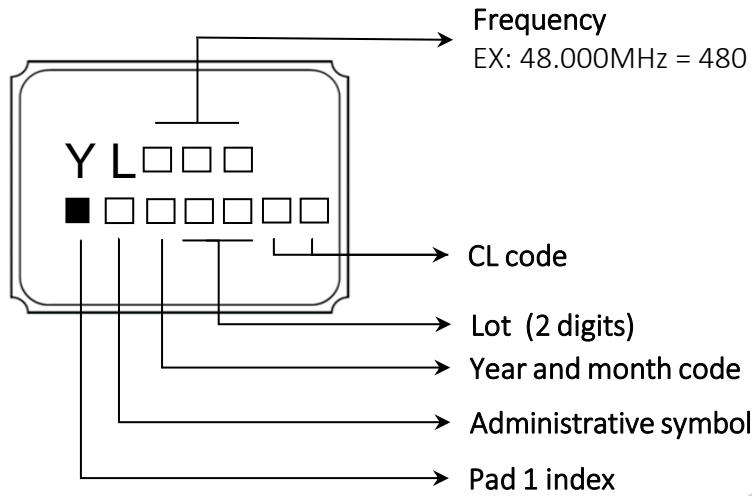 Frequency
EX: 48.000MHz = 480
YL□□□
■□□□□□□
CL code
Lot (2 digits)
Year and month code
Administrative symbol
Pad 1 index